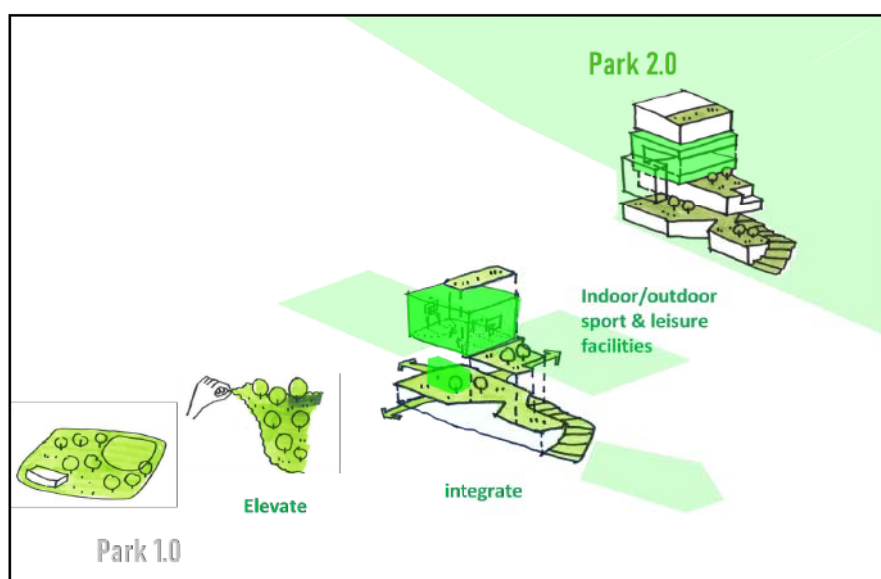 Park 2.0
Indoor/outdoor
sport & leisure
facilities
integrate
Elevate
Park 1.0